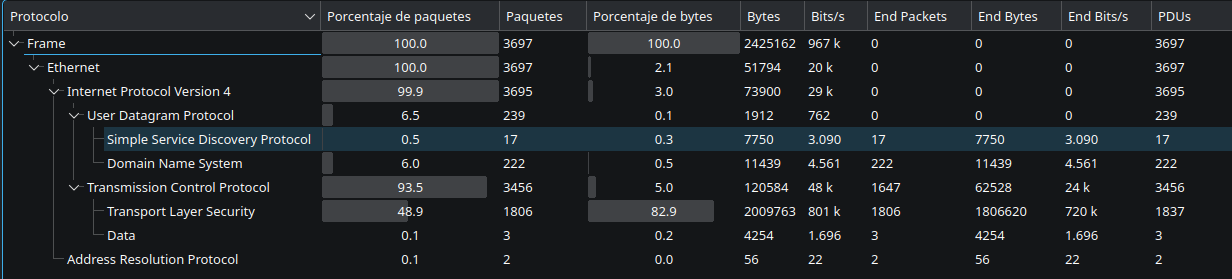 Protocolo Porcentaje de paquetes Paquetes Porcentaje de bytes Bytes Bits/s End Packets End Bytes End Bits/s PDUs
Frame 100.0 3697 100.0 2425162 967 k 0 0 0 3697
Ethernet 100.0 3697 2.1 51794 20 k 0 0 0 3697
Internet Protocol Version 4 99.9 3695 3.0 73900 29 k 0 0 0 3695
User Datagram Protocol 6.5 239 0.1 1912 762 0 0 0 239
Simple Service Discovery Protocol 0.5 17 0.3 7750 3.090 17 7750 3.090 17
Domain Name System 6.0 222 0.5 11439 4.561 222 11439 4.561 222
Transmission Control Protocol 93.5 3456 5.0 120584 48 k 1647 62528 24 k 3456
Transport Layer Security 48.9 1806 82.9 2009763 801 k 1806 1806620 720 k 1837
Data 0.1 3 0.2 4254 1.696 3 4254 1.696 3
Address Resolution Protocol 0.1 2 0.0 56 22 2 56 22 2